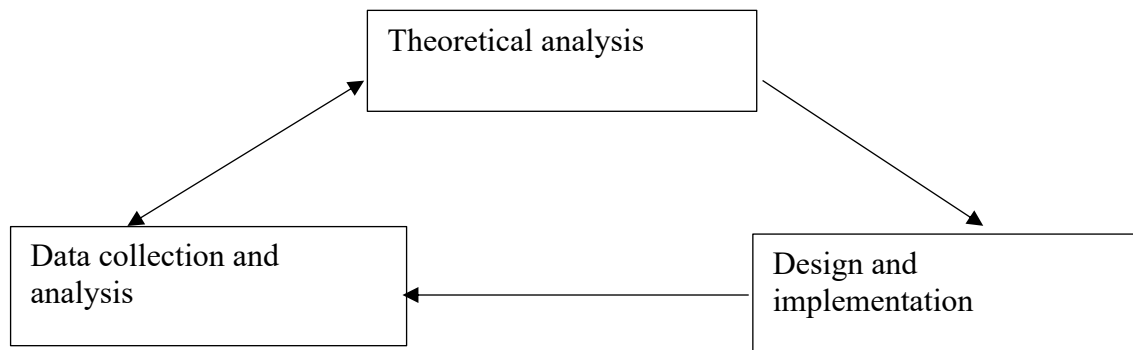 Theoretical analysis
Data collection and
analysis
Design and
implementation